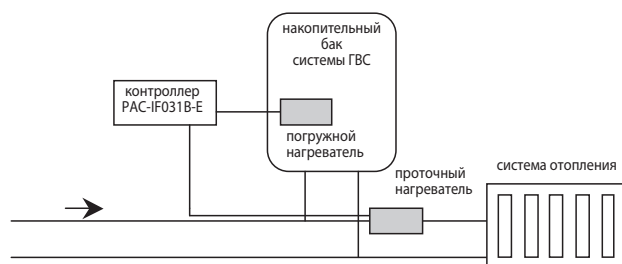 накопительный
бак
системы ГВС
контроллер
PAC-IF031B-E
погружной
нагреватель
проточный
нагреватель
система отопления